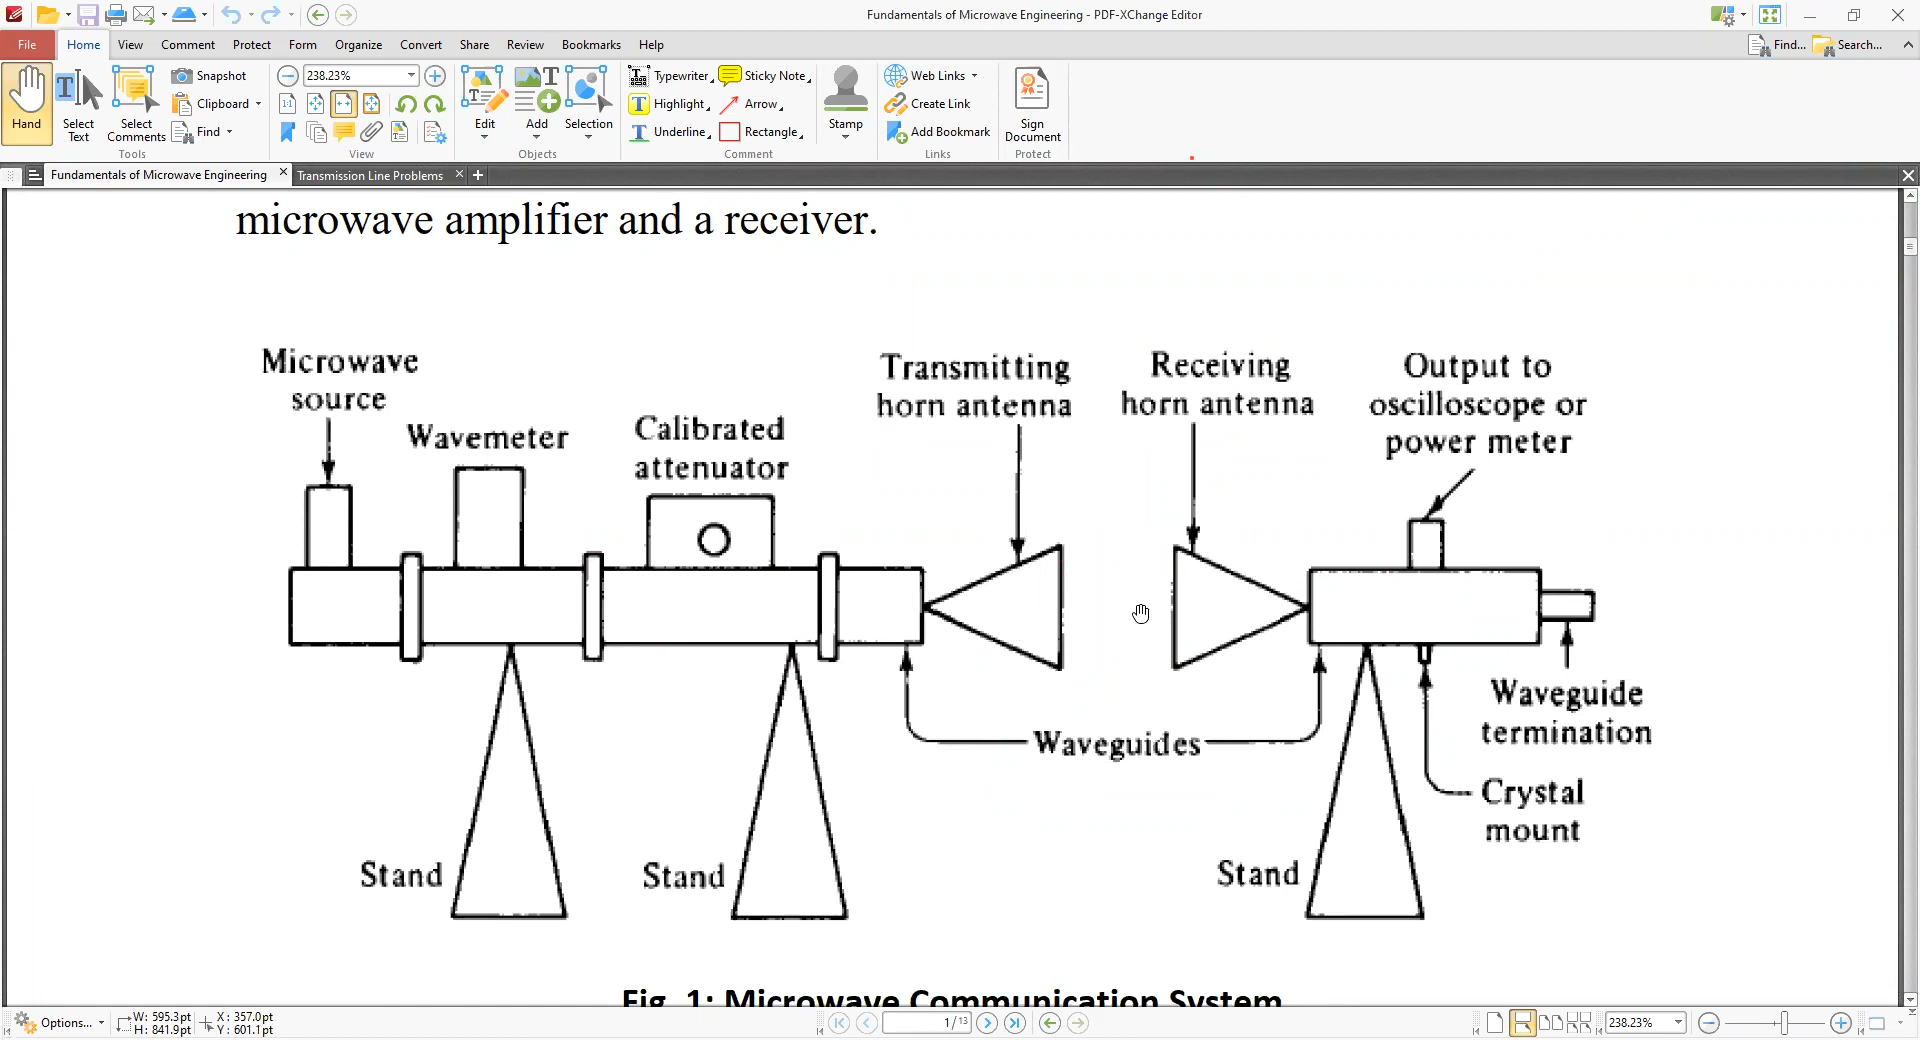 Fundamentals of Microwave Engineering - PDF-XChange Editor
File Home View Comment Protect Form Organize Convert Share Review Bookmarks Help
Find... Search...
Hand
Select
Text
Select
Comments
Snapshot
Clipboard
Find
Tools
238.23%
View
Edit
Add
Selection
Objects
Typewriter
Sticky Note
Highlight
Arrow
Underline
Rectangle
Stamp
Comment
Web Links
Create Link
Add Bookmark
Links
Sign
Document
Protect
Fundamentals of Microwave Engineering Transmission Line Problems
microwave amplifier and a receiver.
Microwave
source
Wavemeter
Calibrated
attenuator
Transmitting
horn antenna
Receiving
horn antenna
Output to
oscilloscope or
power meter
Waveguides
Waveguide
termination
Crystal
mount
Stand
Stand
Stand
Fig. 1: Microwave Communication System
Options...
W: 595.3pt
H: 841.9pt
X: 357.0pt
Y: 601.1pt
1/13
238.23%